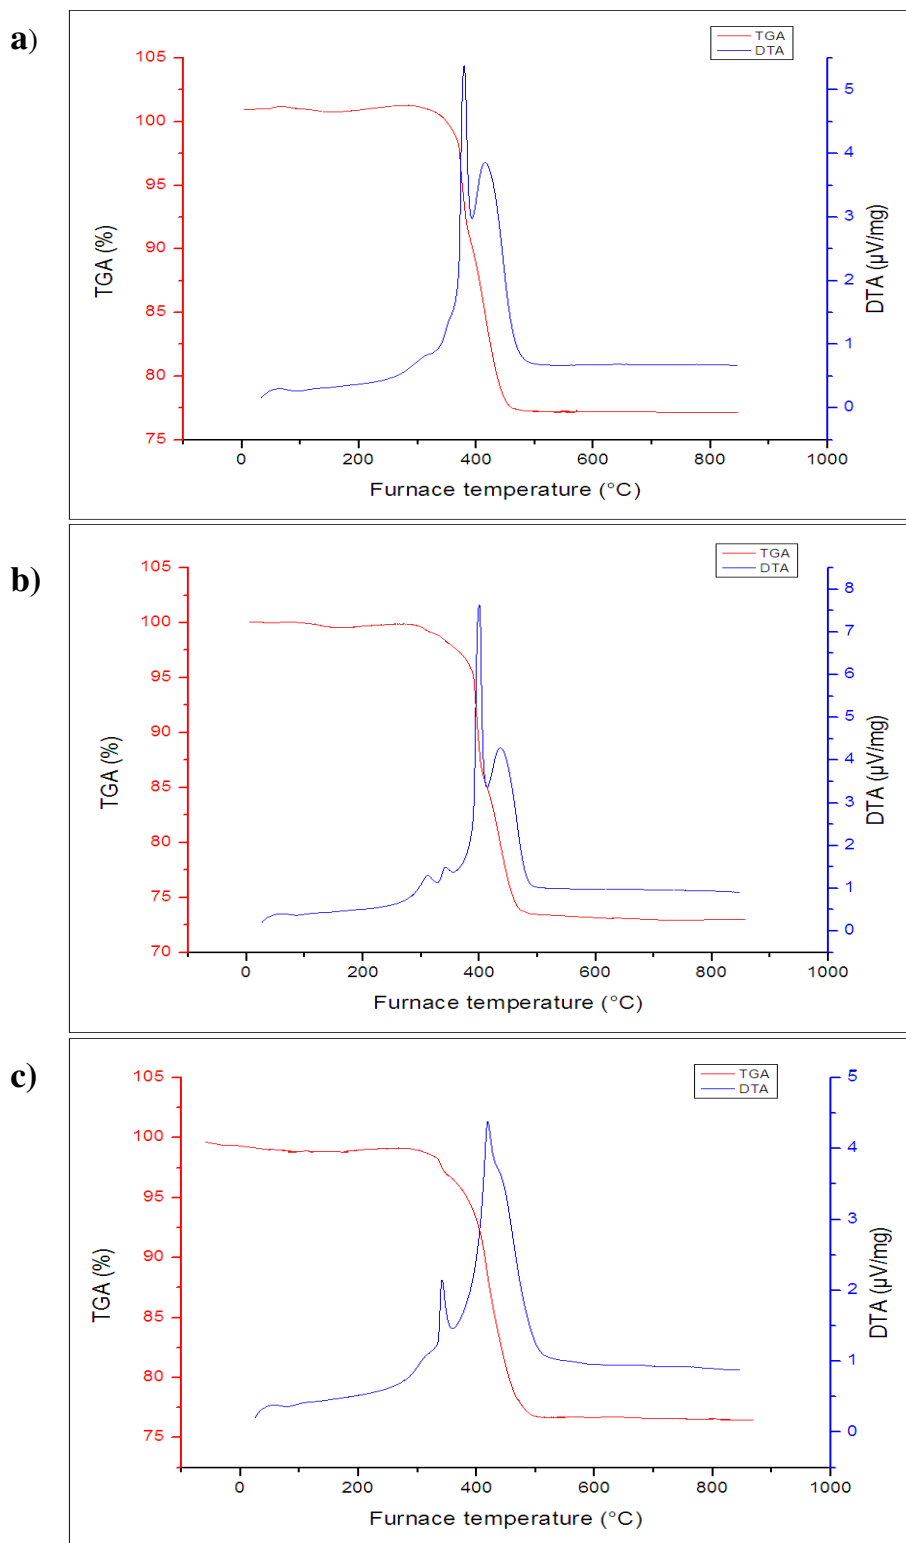 a)
TGA
DTA
105
100
95
90
85
80
75
TGA (%)
5
4
3
2
1
0
DTA (µV/mg)
0 200 400 600 800 1000
Furnace temperature (°C)
b)
TGA
DTA
105
100
95
90
85
80
75
70
TGA (%)
8
7
6
5
4
3
2
1
0
DTA (µV/mg)
0 200 400 600 800 1000
Furnace temperature (°C)
c)
TGA
DTA
105
100
95
90
85
80
75
TGA (%)
5
4
3
2
1
0
DTA (µV/mg)
0 200 400 600 800 1000
Furnace temperature (°C)